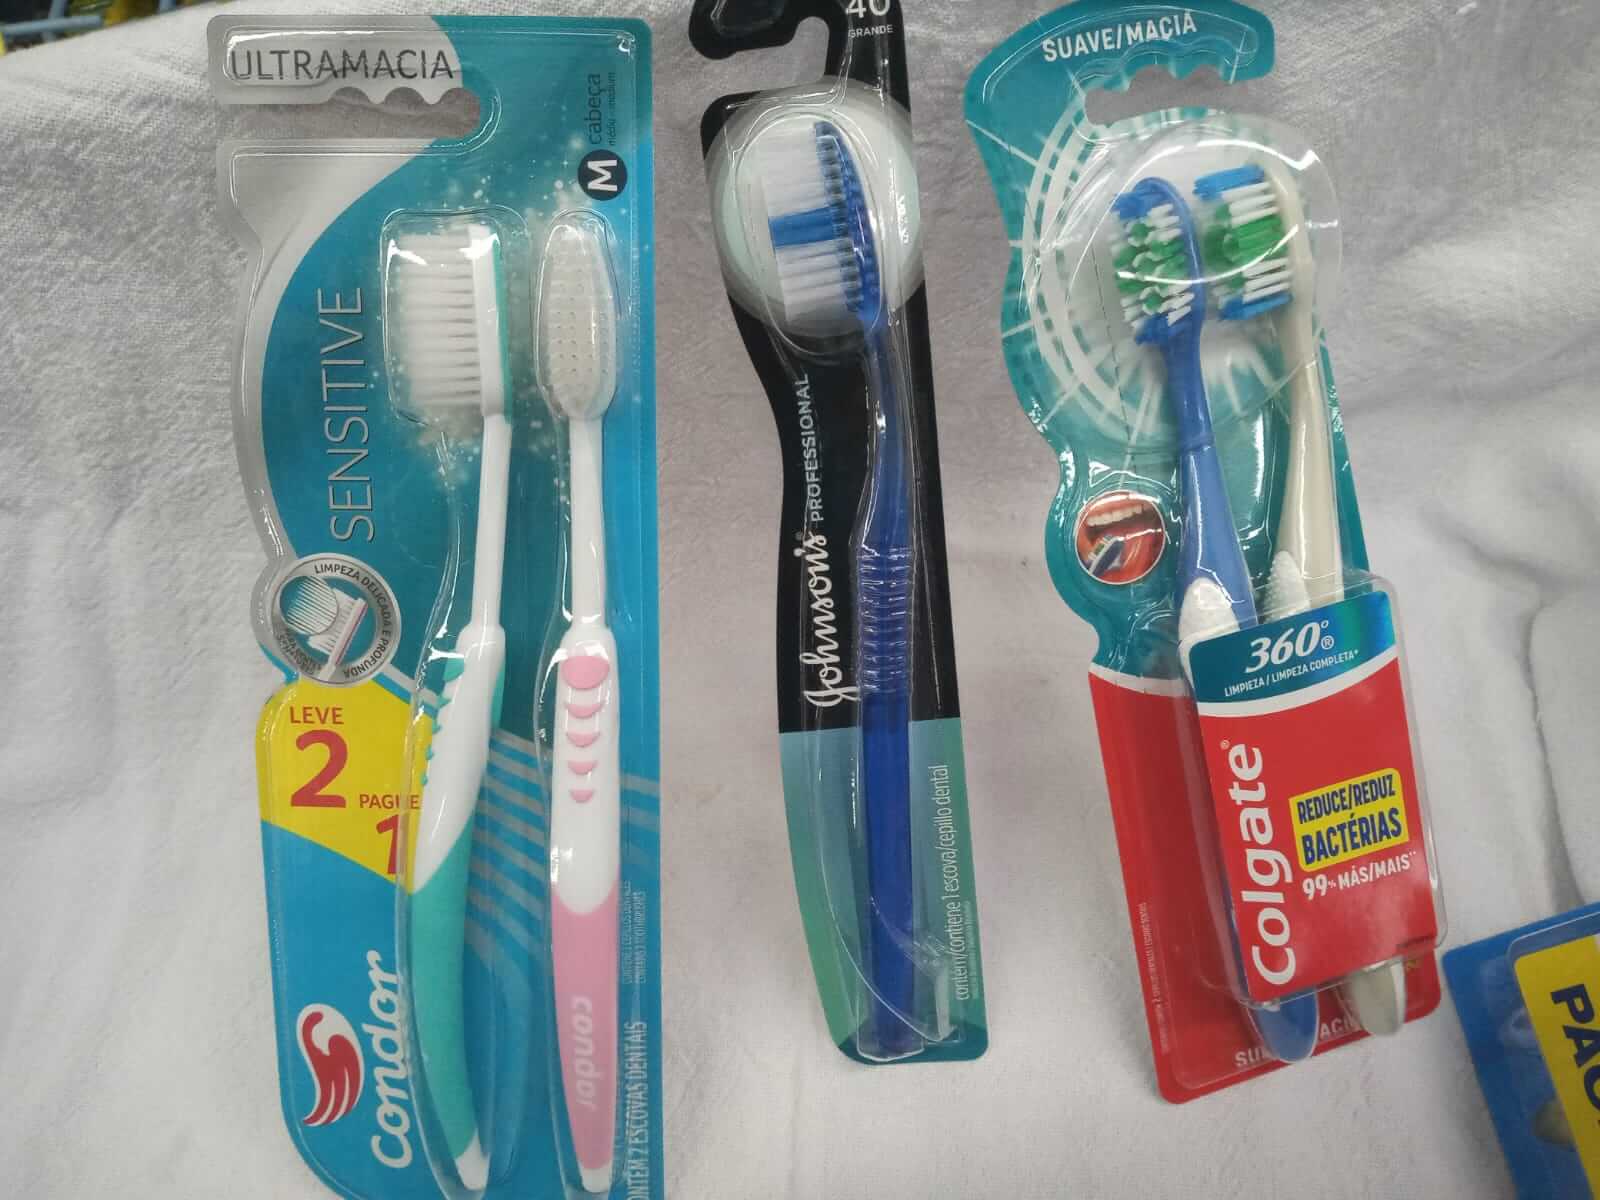 ULTRAMACIA
M cabeça
média medium
SENSITIVE
LIMPEZA DELICADA E PROFUNDA
LEVE
2
PAGUE
1
Condor
condor
CONTÉM 2 ESCOVAS DENTAIS
40
GRANDE
Johnson's® PROFESSIONAL
contém/contiene 1 escova/cepillo dental
SUAVE/MACIA
360°®
LIMPIEZA / LIMPEZA COMPLETA*
Colgate®
REDUCE/REDUZ
BACTÉRIAS
99% MÁS/MAIS**